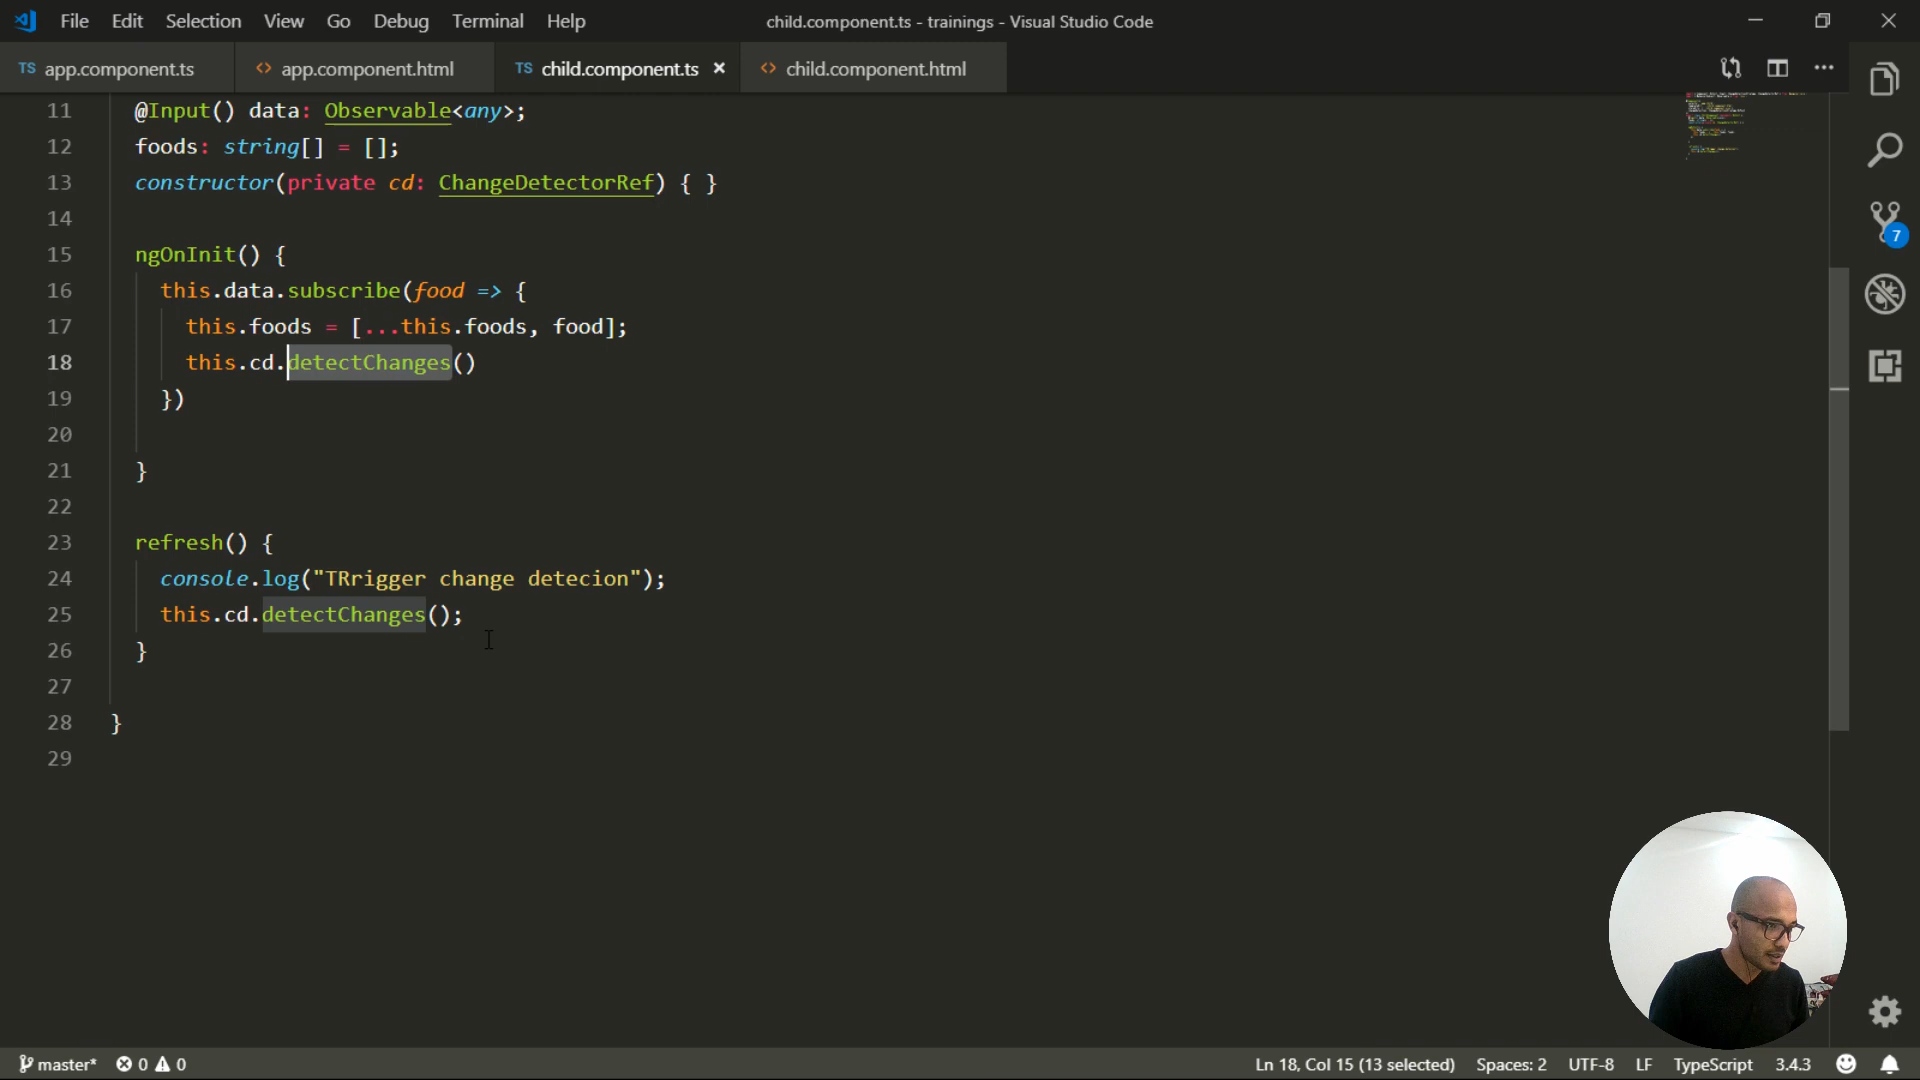 File Edit Selection View Go Debug Terminal Help child.component.ts - trainings - Visual Studio Code
TS app.component.ts <> app.component.html TS child.component.ts × <> child.component.html
11 @Input() data: Observable<any>;
12 foods: string[] = [];
13 constructor(private cd: ChangeDetectorRef) { }
14
15 ngOnInit() {
16 this.data.subscribe(food => {
17 this.foods = [...this.foods, food];
18 this.cd.detectChanges()
19 })
20
21 }
22
23 refresh() {
24 console.log("TRrigger change detecion");
25 this.cd.detectChanges();
26 }
27
28 }
29
7
master* 0 0 Ln 18, Col 15 (13 selected) Spaces: 2 UTF-8 LF TypeScript 3.4.3